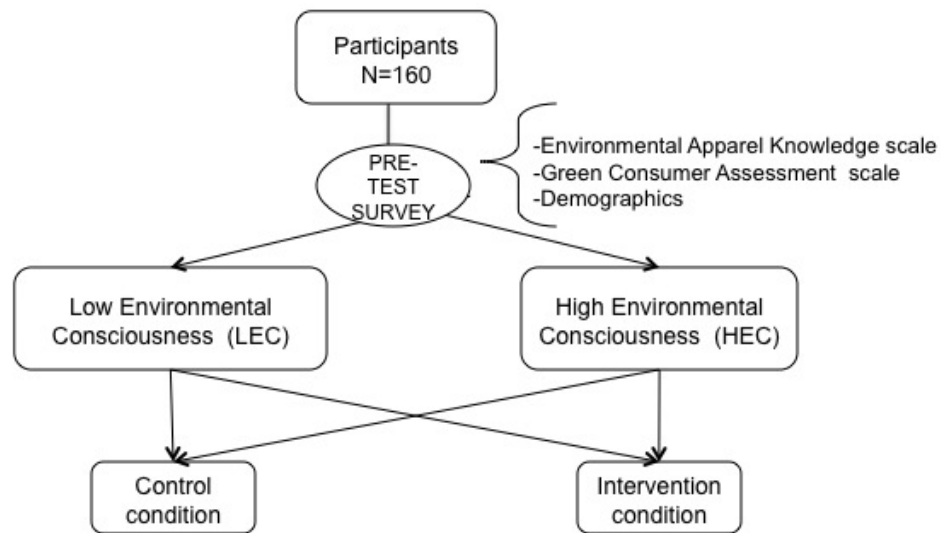 Participants
N=160
PRE-
TEST
SURVEY
-Environmental Apparel Knowledge scale
-Green Consumer Assessment scale
-Demographics
Low Environmental
Consciousness (LEC)
High Environmental
Consciousness (HEC)
Control
condition
Intervention
condition